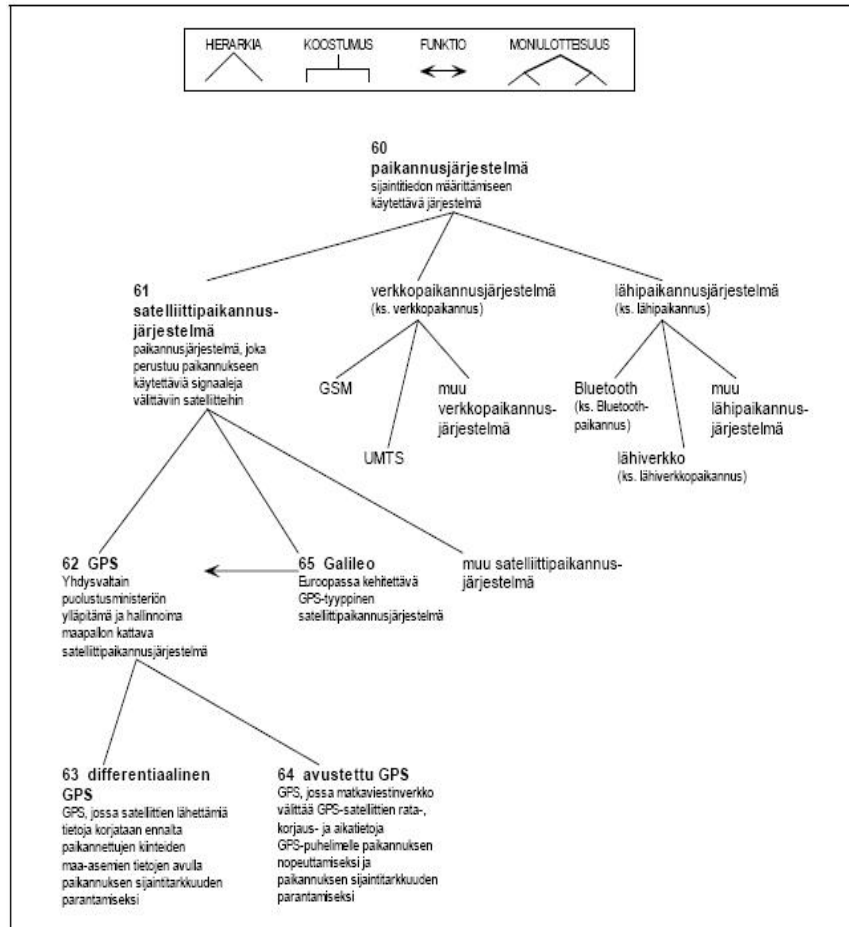 HIERARKIA KOOSTUMUS FUNKTIO MONIULOTTEISUUS
60
paikannusjärjestelmä
sijaintitiedon määrittämiseen
käytettävä järjestelmä
61
satelliittipaikannus-
järjestelmä
paikannusjärjestelmä, joka
perustuu paikannukseen
käytettäviä signaaleja
välittäviin satelliitteihin
verkkopaikannusjärjestelmä
(ks. verkkopaikannus)
lähipaikannusjärjestelmä
(ks. lähipaikannus)
GSM
UMTS
muu
verkkopaikannus-
järjestelmä
Bluetooth
(ks. Bluetooth-
paikannus)
lähiverkko
(ks. lähiverkkopaikannus)
muu
lähipaikannus-
järjestelmä
62 GPS
Yhdysvaltain
puolustusministeriön
ylläpitämä ja hallinnoima
maapallon kattava
satelliittipaikannusjärjestelmä
65 Galileo
Euroopassa kehitettävä
GPS-tyyppinen
satelliittipaikannusjärjestelmä
muu satelliittipaikannus-
järjestelmä
63 differentiaalinen
GPS
GPS, jossa satelliittien lähettämiä
tietoja korjataan ennalta
paikannettujen kiinteiden
maa-asemien tietojen avulla
paikannuksen sijaintitarkkuuden
parantamiseksi
64 avustettu GPS
GPS, jossa matkaviestinverkko
välittää GPS-satelliittien rata-,
korjaus- ja aikatietoja
GPS-puhelimelle paikannuksen
nopeuttamiseksi ja
paikannuksen sijaintitarkkuuden
parantamiseksi